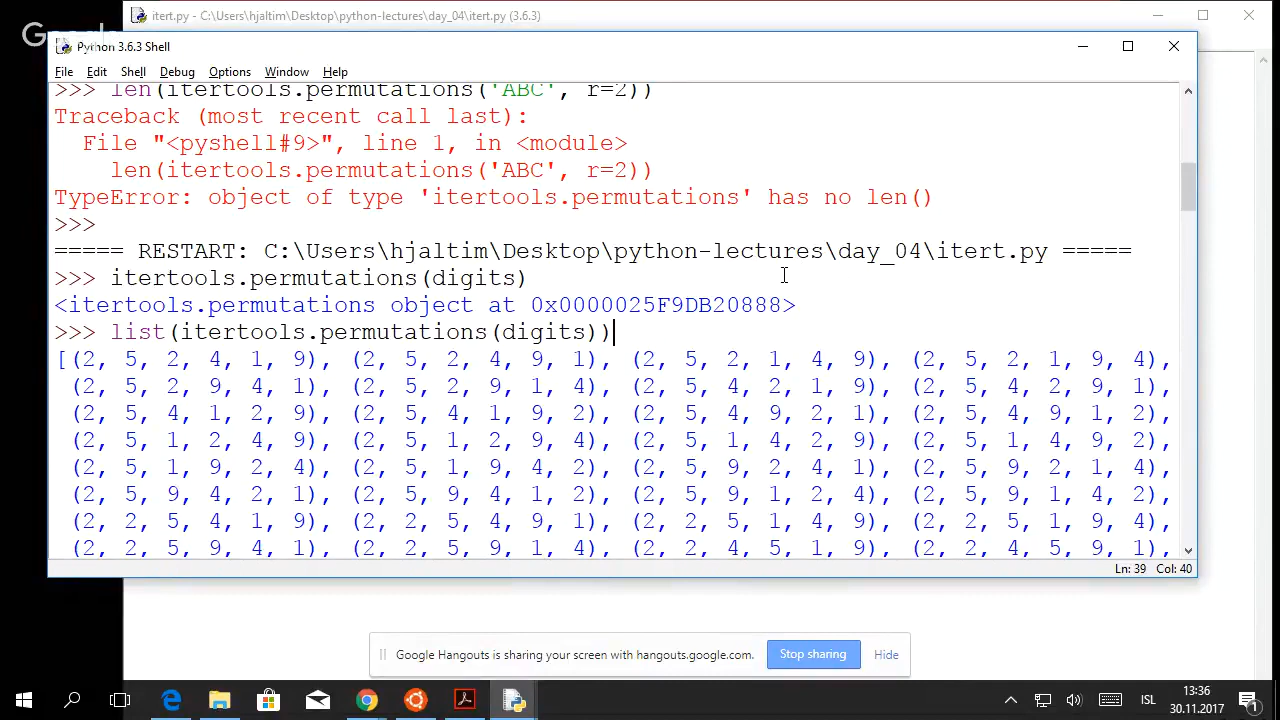 itert.py - C:\Users\hjaltim\Desktop\python-lectures\day_04\itert.py (3.6.3)
Python 3.6.3 Shell
File Edit Shell Debug Options Window Help
>>> len(itertools.permutations('ABC', r=2))
Traceback (most recent call last):
File "<pyshell#9>", line 1, in <module>
len(itertools.permutations('ABC', r=2))
TypeError: object of type 'itertools.permutations' has no len()
>>>
===== RESTART: C:\Users\hjaltim\Desktop\python-lectures\day_04\itert.py =====
>>> itertools.permutations(digits)
<itertools.permutations object at 0x0000025F9DB20888>
>>> list(itertools.permutations(digits))
[(2, 5, 2, 4, 1, 9), (2, 5, 2, 4, 9, 1), (2, 5, 2, 1, 4, 9), (2, 5, 2, 1, 9, 4),
(2, 5, 2, 9, 4, 1), (2, 5, 2, 9, 1, 4), (2, 5, 4, 2, 1, 9), (2, 5, 4, 2, 9, 1),
(2, 5, 4, 1, 2, 9), (2, 5, 4, 1, 9, 2), (2, 5, 4, 9, 2, 1), (2, 5, 4, 9, 1, 2),
(2, 5, 1, 2, 4, 9), (2, 5, 1, 2, 9, 4), (2, 5, 1, 4, 2, 9), (2, 5, 1, 4, 9, 2),
(2, 5, 1, 9, 2, 4), (2, 5, 1, 9, 4, 2), (2, 5, 9, 2, 4, 1), (2, 5, 9, 2, 1, 4),
(2, 5, 9, 4, 2, 1), (2, 5, 9, 4, 1, 2), (2, 5, 9, 1, 2, 4), (2, 5, 9, 1, 4, 2),
(2, 2, 5, 4, 1, 9), (2, 2, 5, 4, 9, 1), (2, 2, 5, 1, 4, 9), (2, 2, 5, 1, 9, 4),
(2, 2, 5, 9, 4, 1), (2, 2, 5, 9, 1, 4), (2, 2, 4, 5, 1, 9), (2, 2, 4, 5, 9, 1),
Ln: 39 Col: 40
Google Hangouts is sharing your screen with hangouts.google.com. Stop sharing Hide
ISL
13:36
30.11.2017
1